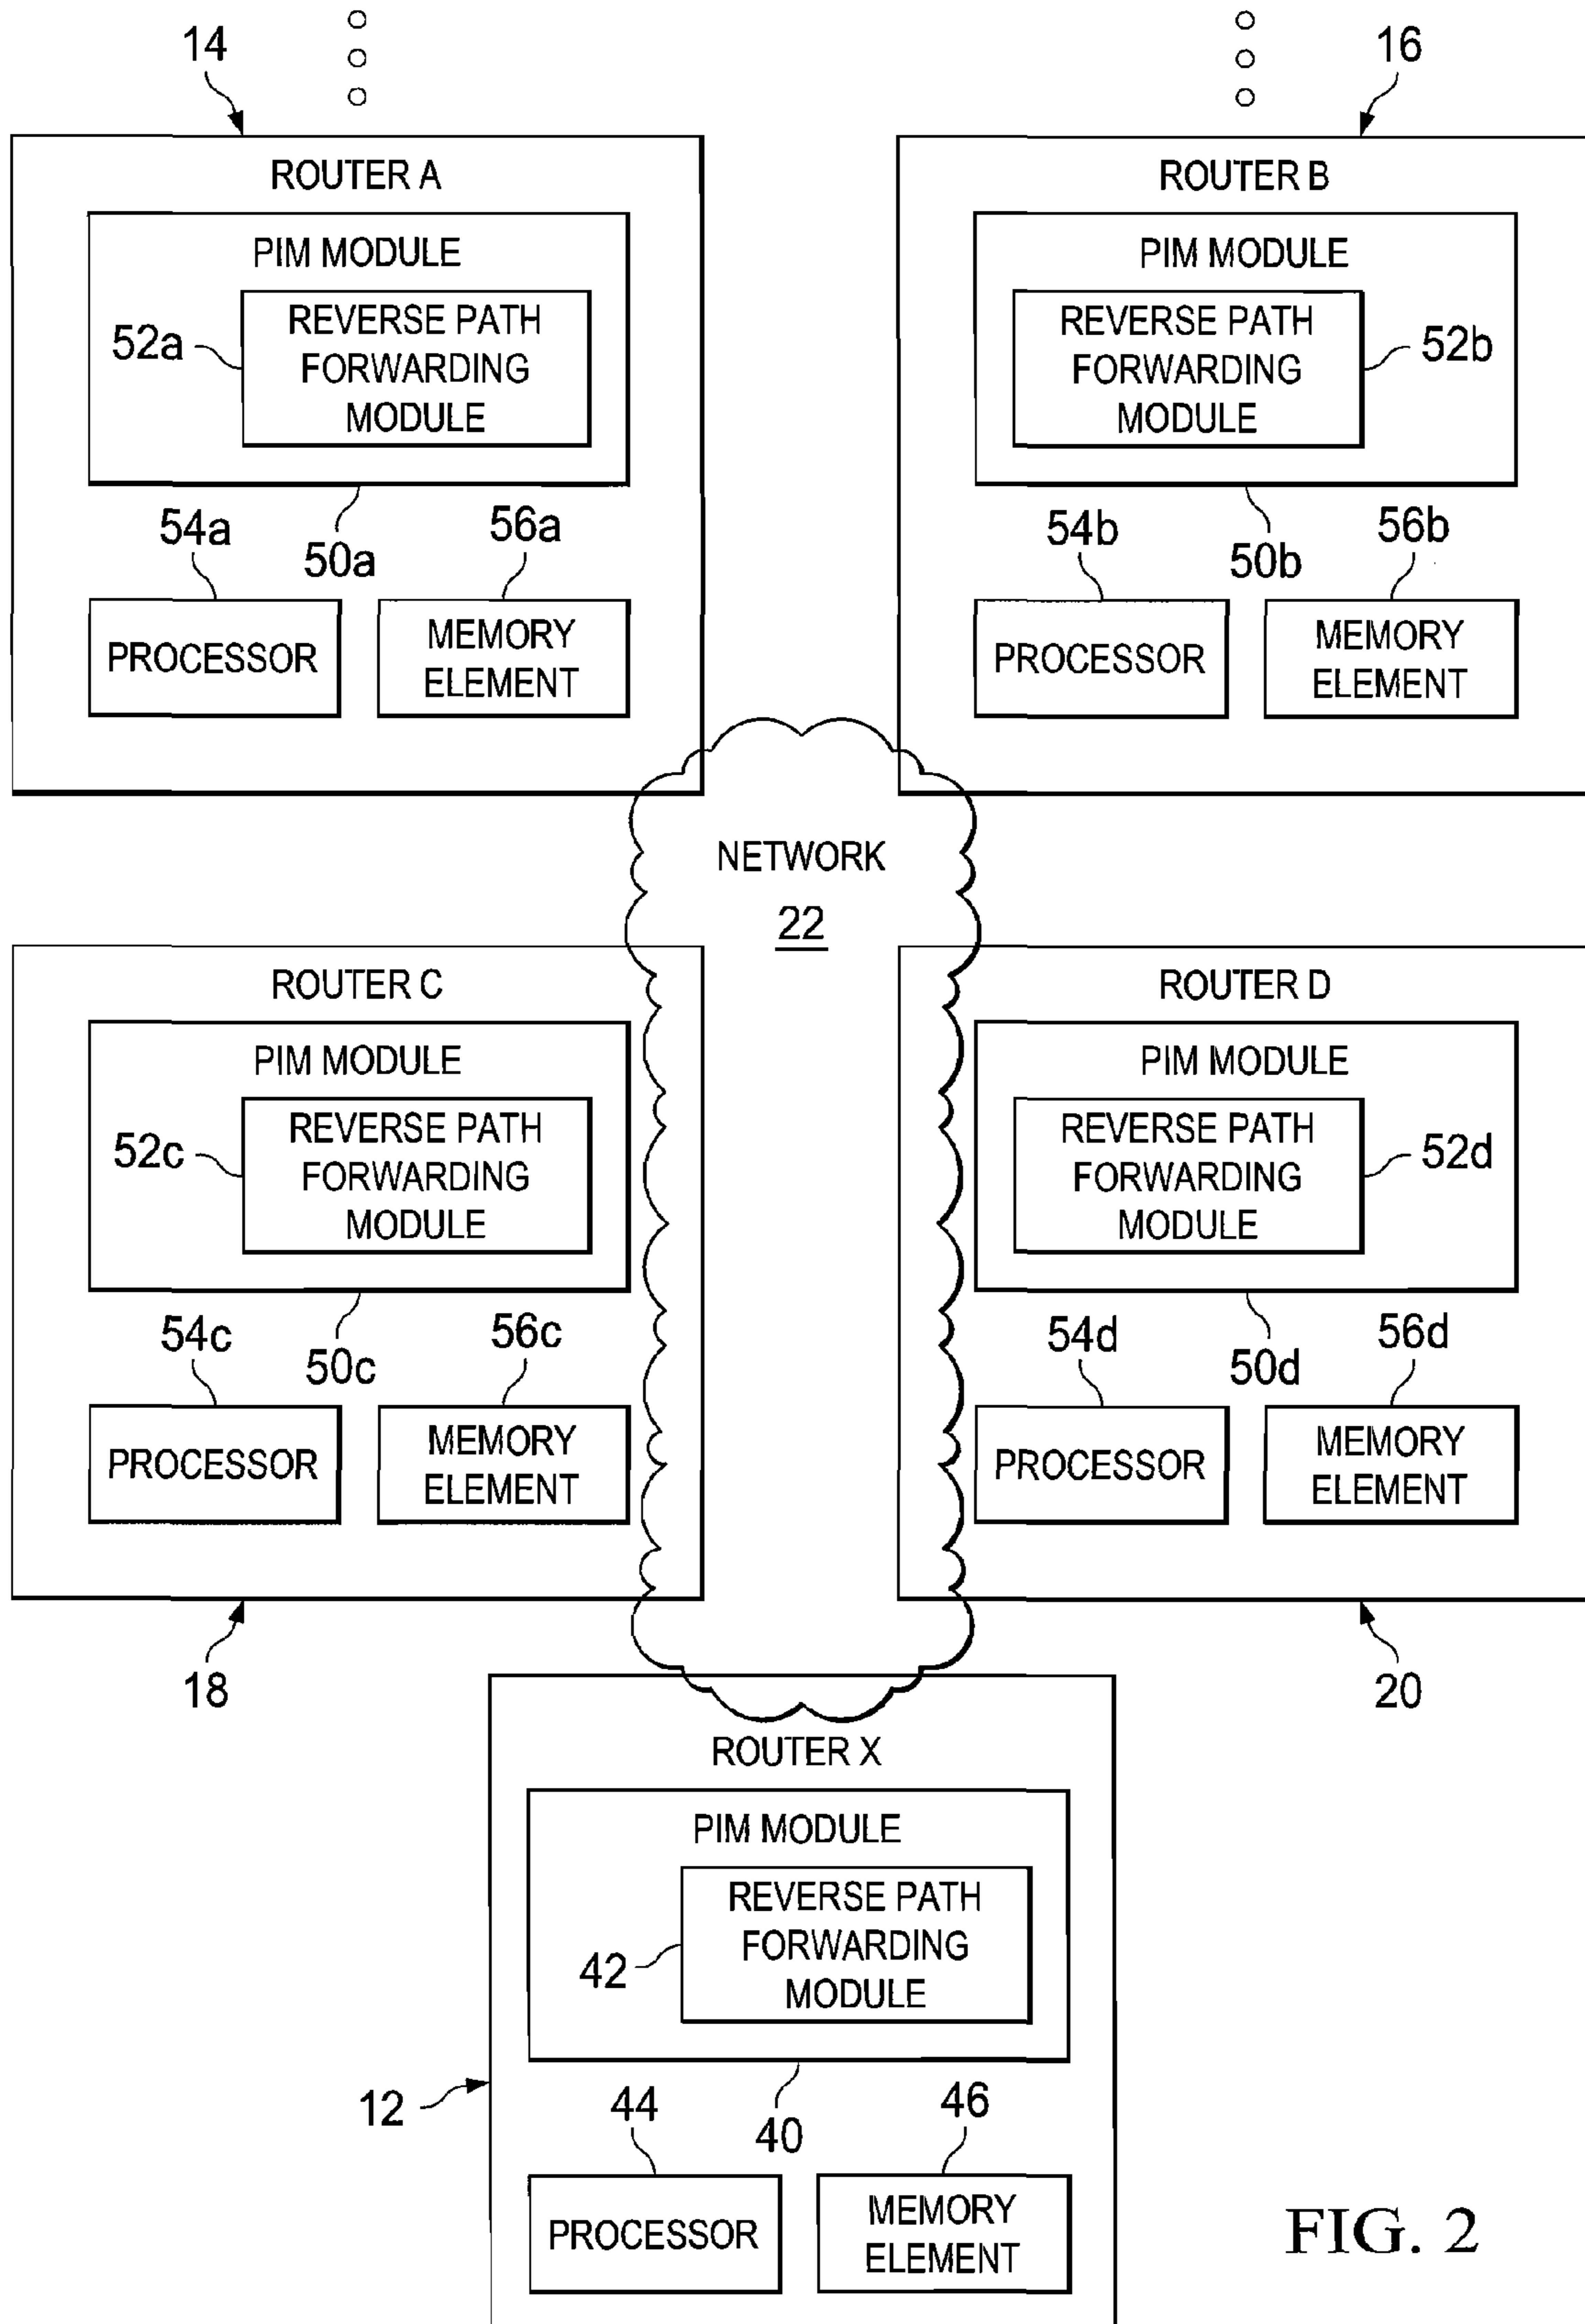 14
16
ROUTER A
PIM MODULE
52a
REVERSE PATH
FORWARDING
MODULE
54a
50a
56a
PROCESSOR
MEMORY
ELEMENT
ROUTER B
PIM MODULE
REVERSE PATH
FORWARDING
MODULE
52b
54b
50b
56b
PROCESSOR
MEMORY
ELEMENT
NETWORK
22
ROUTER C
PIM MODULE
52c
REVERSE PATH
FORWARDING
MODULE
54c
50c
56c
PROCESSOR
MEMORY
ELEMENT
18
ROUTER D
PIM MODULE
REVERSE PATH
FORWARDING
MODULE
52d
54d
50d
56d
PROCESSOR
MEMORY
ELEMENT
20
ROUTER X
PIM MODULE
42
REVERSE PATH
FORWARDING
MODULE
12
44
40
46
PROCESSOR
MEMORY
ELEMENT
FIG. 2